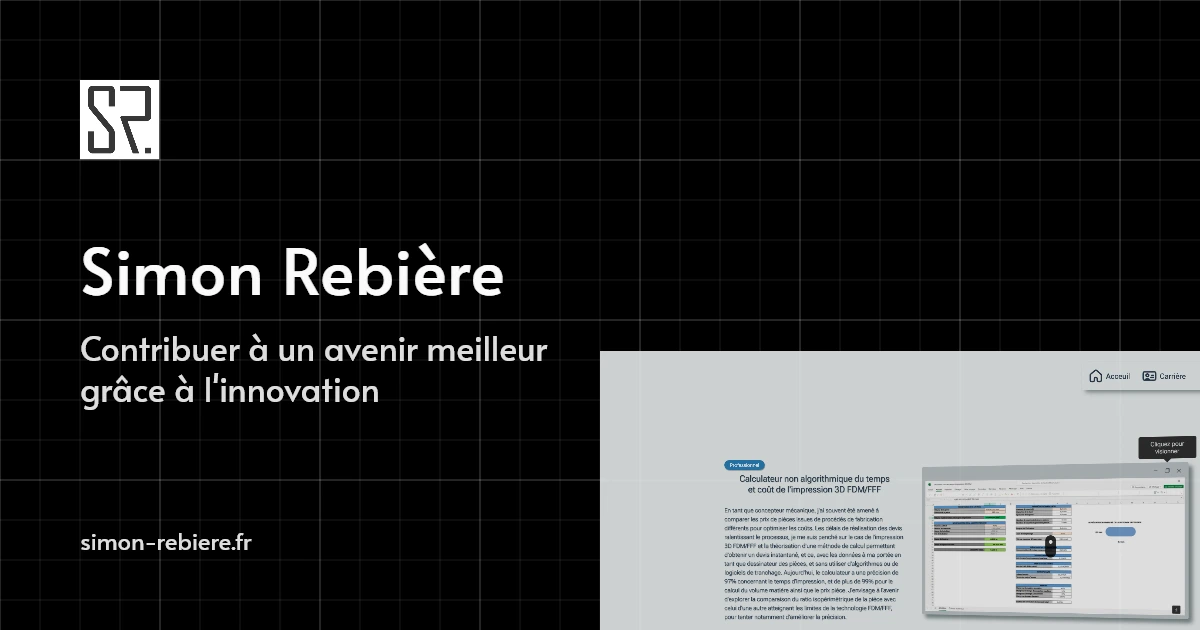 SR.
Simon Rebière
Contribuer à un avenir meilleur
grâce à l'innovation
simon-rebiere.fr
Acceuil
Carrière
Cliquez pour
visionner
Professionnel
Calculateur non algorithmique du temps
et coût de l'impression 3D FDM/FFF
En tant que concepteur mécanique, j'ai souvent été amené à
comparer les prix de pièces issues de procédés de fabrication
différents pour optimiser les coûts. Les délais de réalisation des devis
ralentissant le processus, je me suis penché sur le cas de l'impression
3D FDM/FFF et la théorisation d'une méthode de calcul permettant
d'obtenir un devis instantané, et ce, avec les données à ma portée en
tant que dessinateur des pièces, et sans utiliser d'algorithmes ou de
logiciels de tranchage. Aujourd'hui, le calculateur a une précision de
97% concernant le temps d'impression, et de plus de 99% pour le
calcul du volume matière ainsi que le prix pièce. J'envisage à l'avenir
d'explorer la comparaison du ratio isopérimétrique de la pièce avec
celui d'une autre atteignant les limites de la technologie FDM/FFF,
pour tenter notamment d'améliorer la précision.